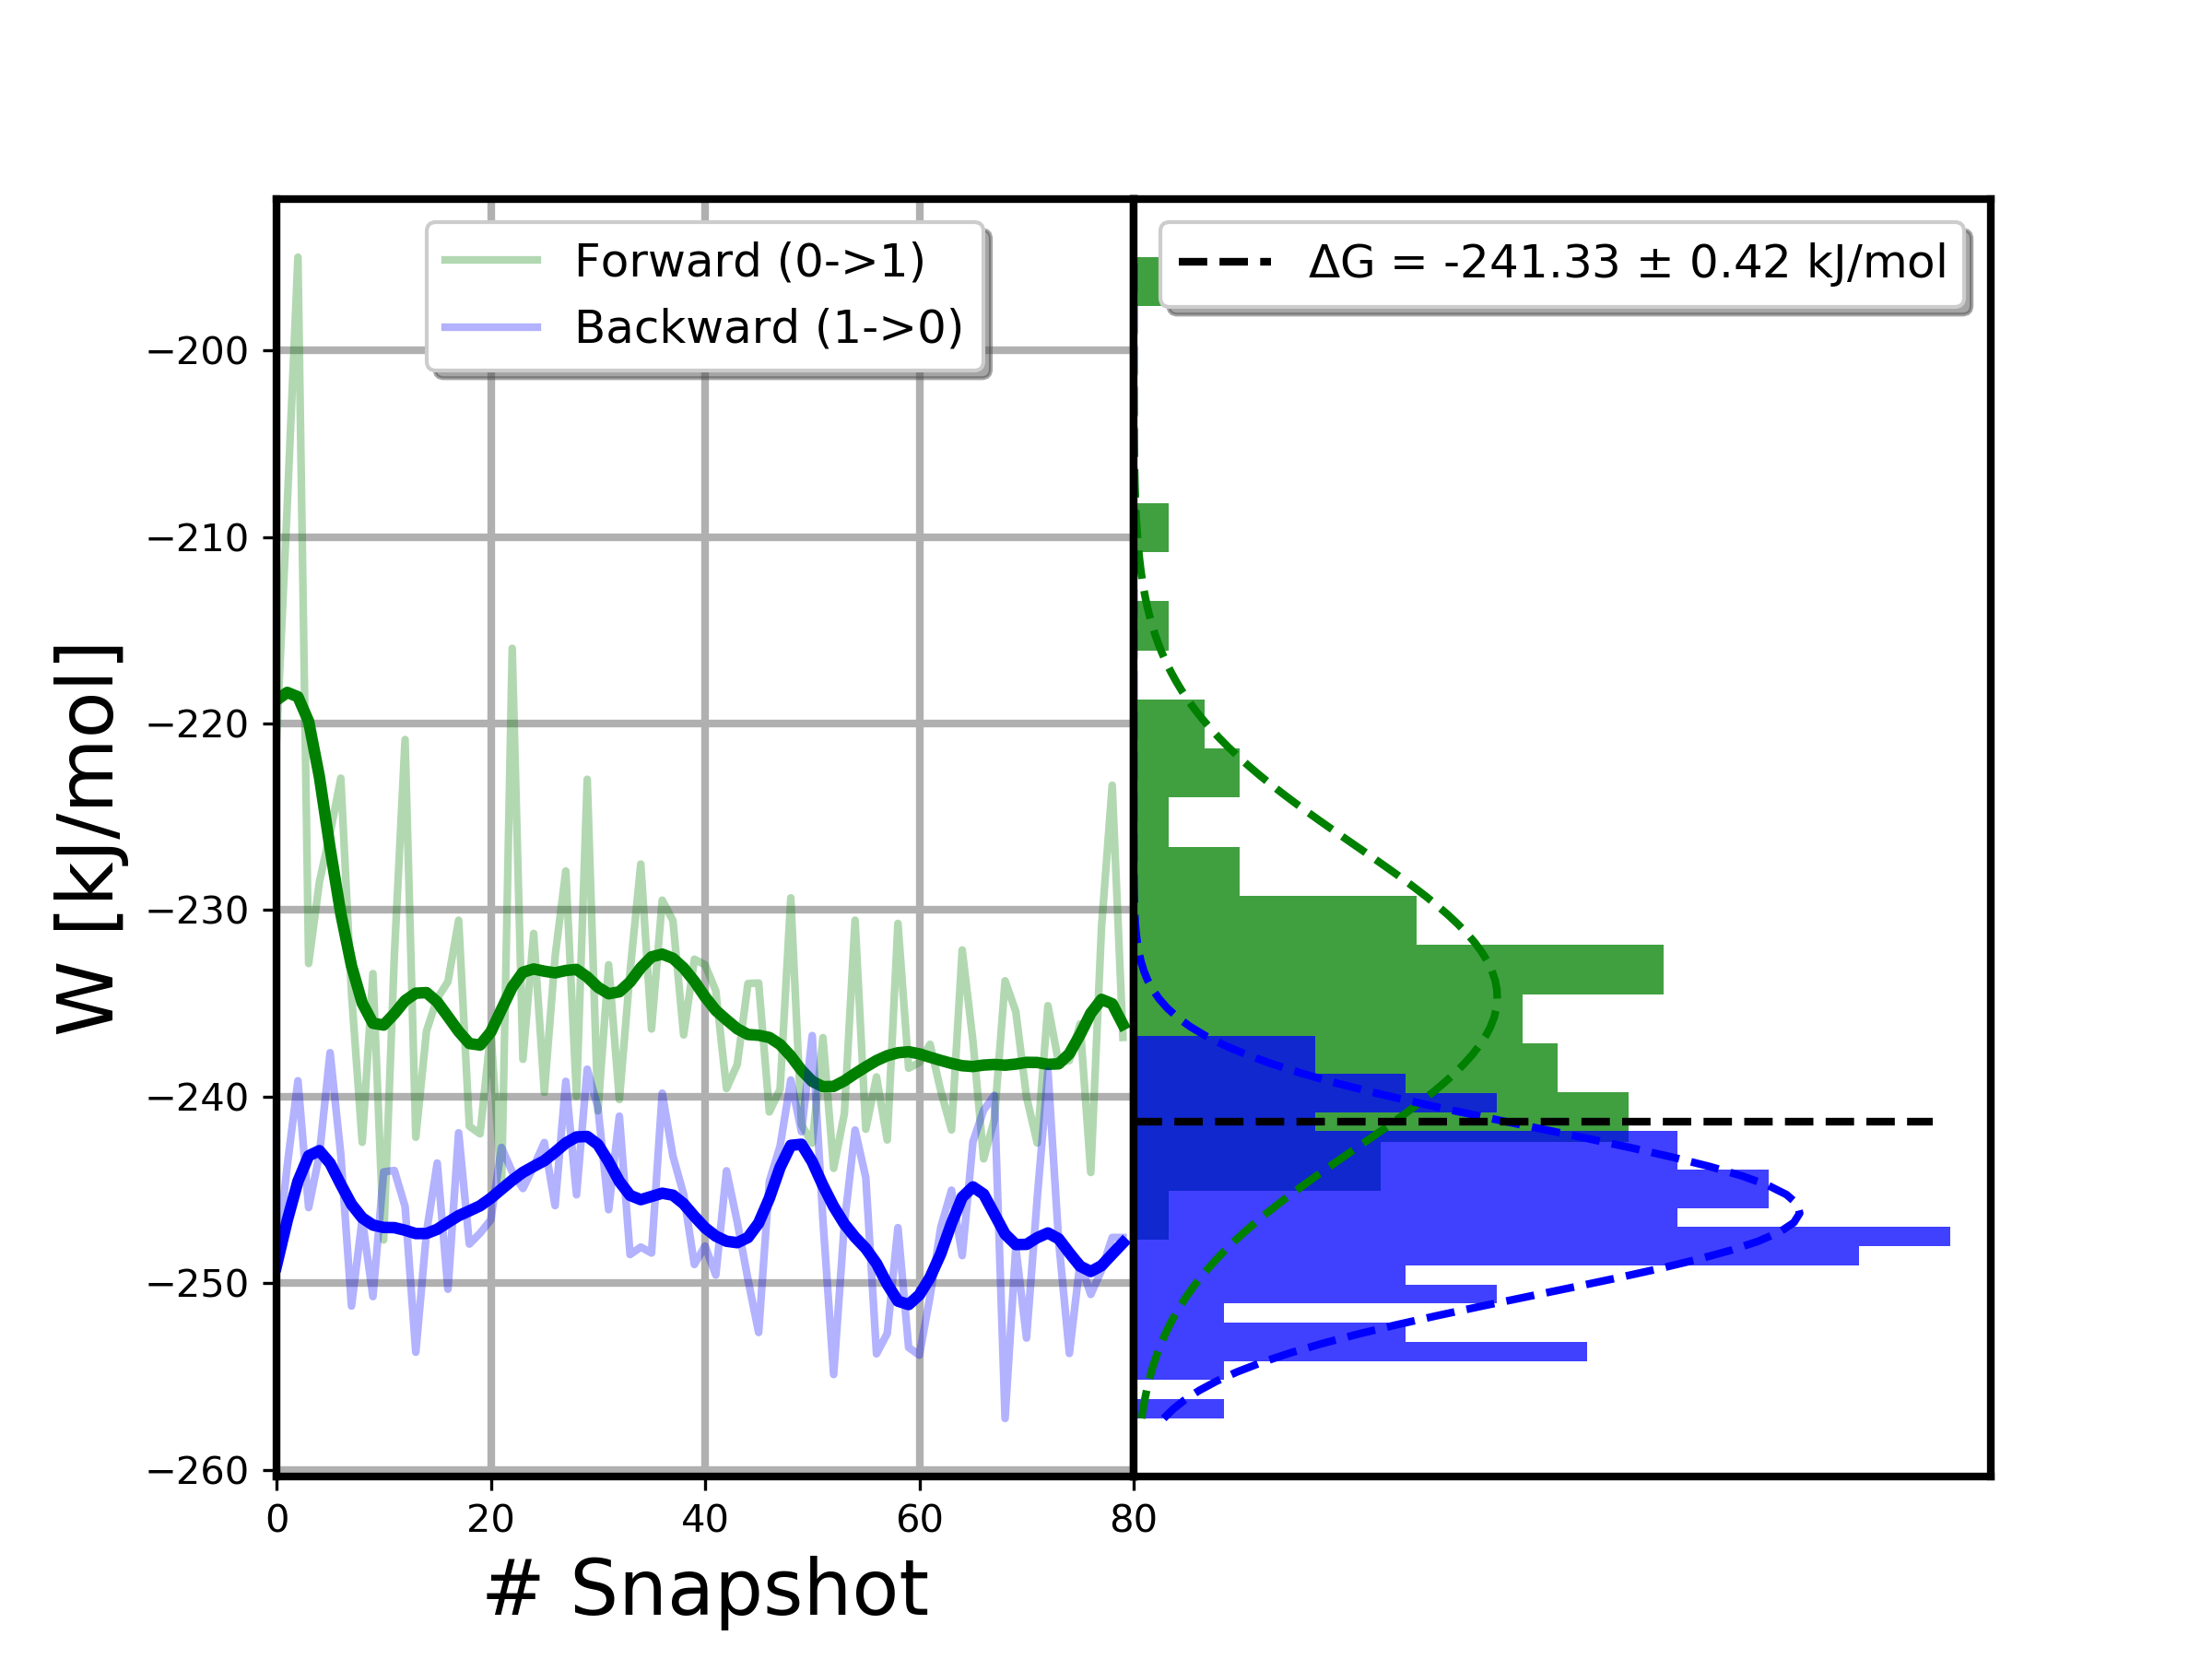 Forward (0->1)
Backward (1->0)
ΔG = -241.33 ± 0.42 kJ/mol
W [kJ/mol]
−200
−210
−220
−230
−240
−250
−260
0 20 40 60 80
# Snapshot